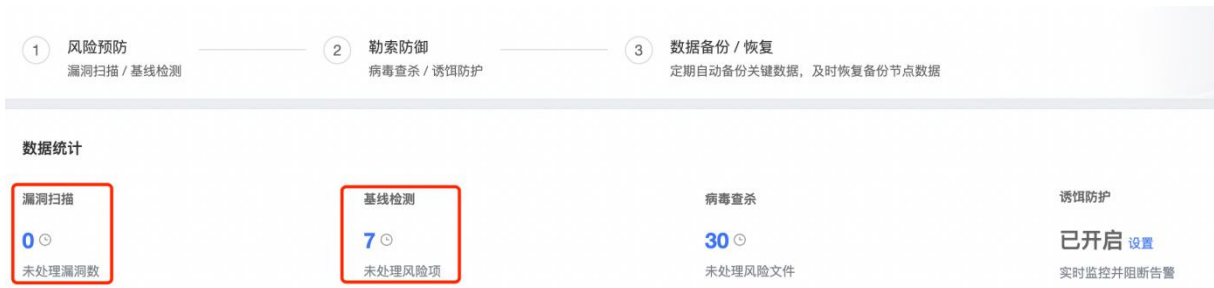 1 风险预防
漏洞扫描 / 基线检测
2 勒索防御
病毒查杀 / 诱饵防护
3 数据备份 / 恢复
定期自动备份关键数据，及时恢复备份节点数据
数据统计
漏洞扫描
0
未处理漏洞数
基线检测
7
未处理风险项
病毒查杀
30
未处理风险文件
诱饵防护
已开启 设置
实时监控并阻断告警